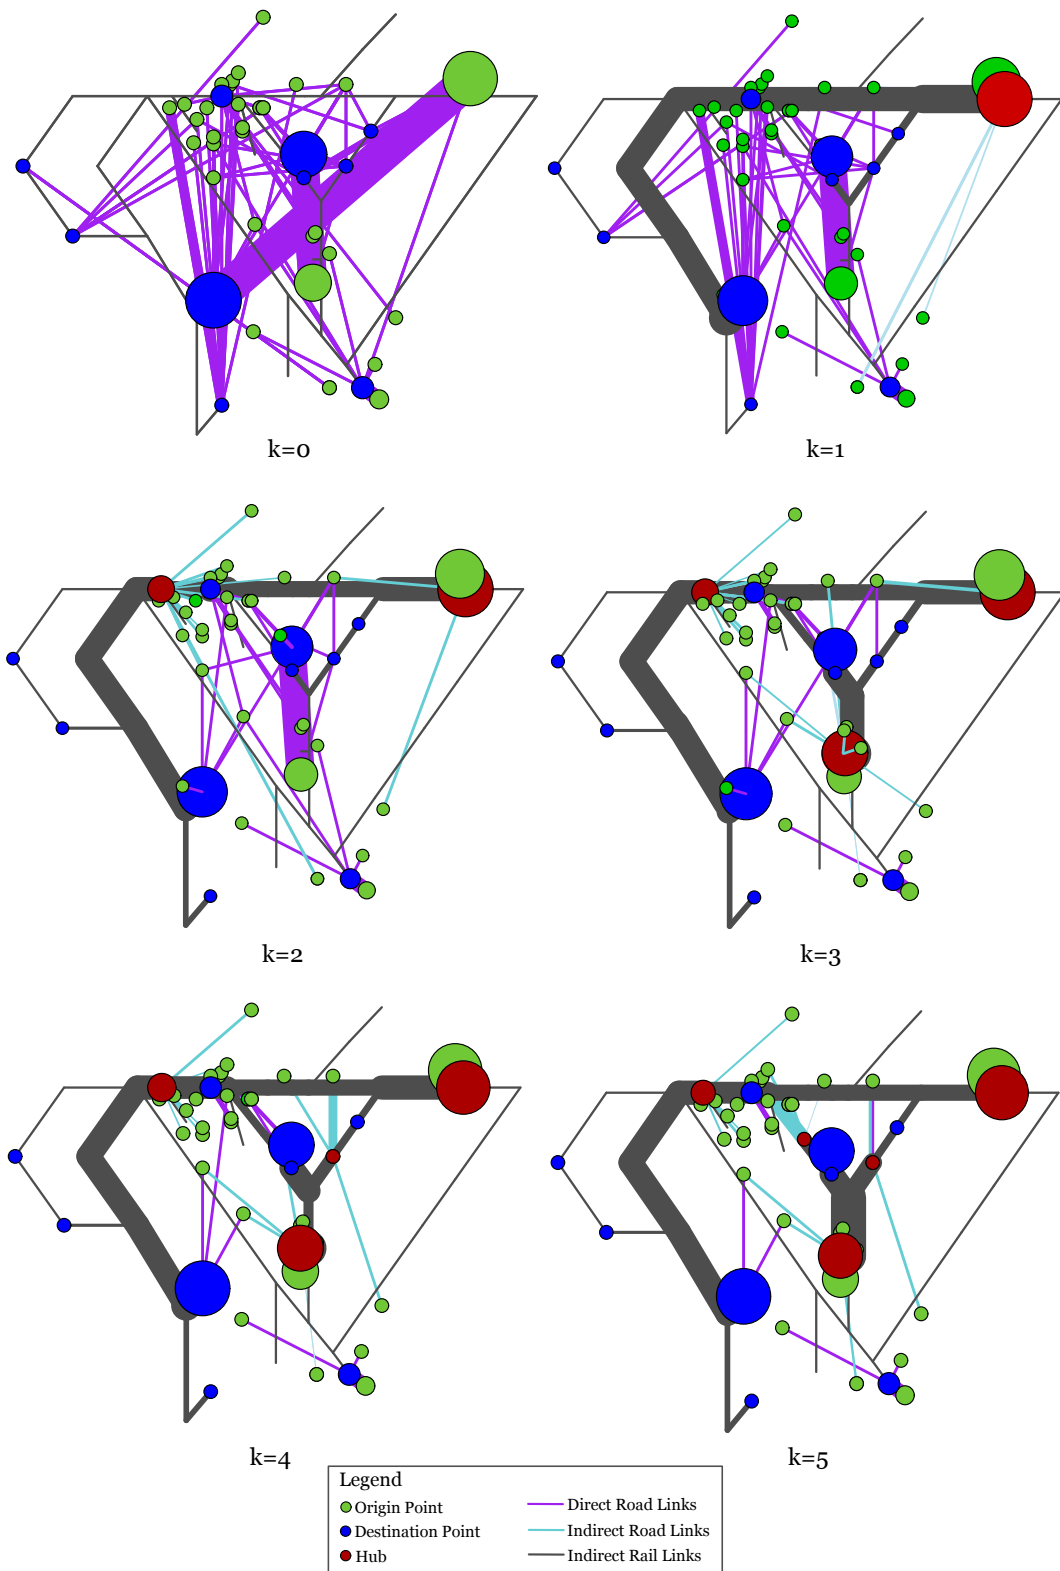 k=0
k=1
k=2
k=3
k=4
k=5
Legend
Origin Point
Direct Road Links
Destination Point
Indirect Road Links
Hub
Indirect Rail Links